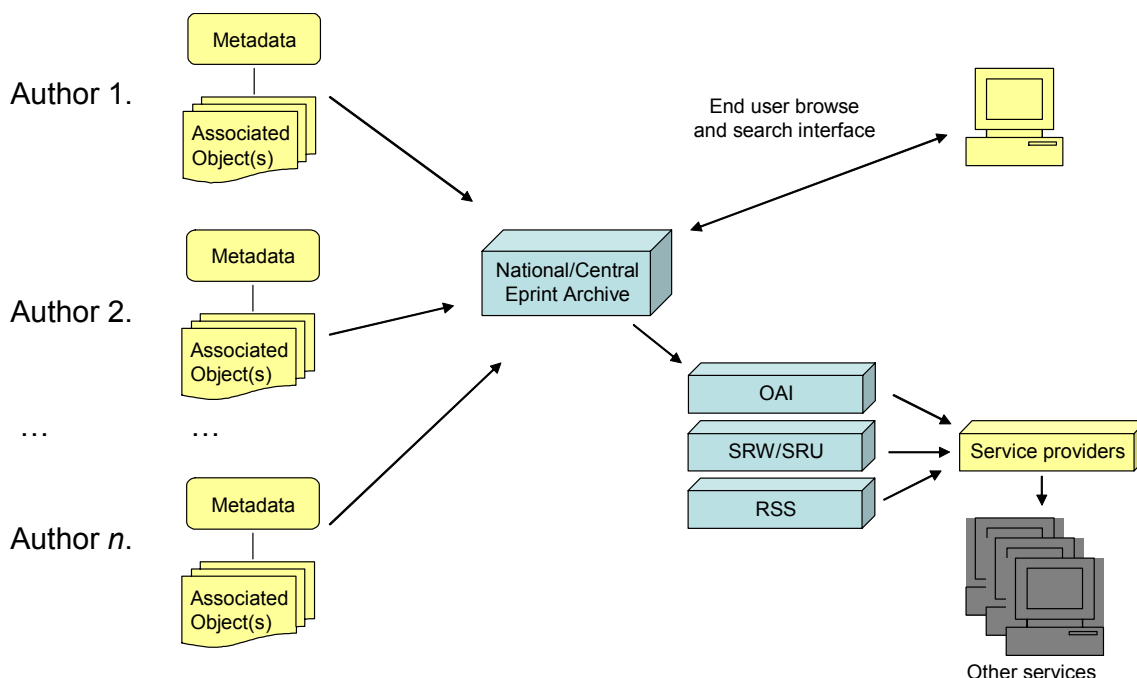 Metadata
Author 1.
Associated
Object(s)
End user browse
and search interface
Metadata
Author 2.
Associated
Object(s)
National/Central
Eprint Archive
OAI
... ...
SRW/SRU
Service providers
RSS
Metadata
Author n.
Associated
Object(s)
Other services